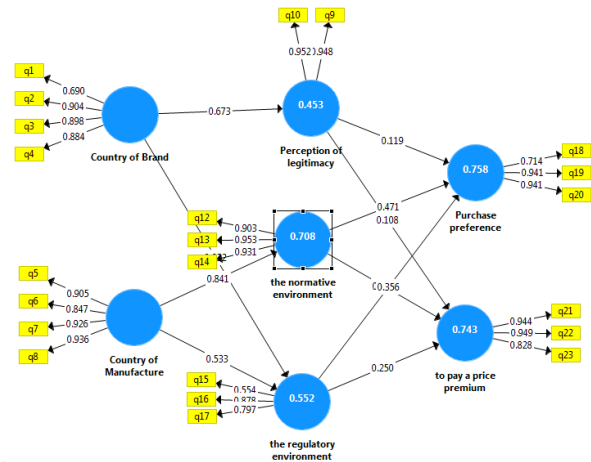 q10
q9
0.952
0.948
q1
q2
q3
q4
0.690
0.904
0.898
0.884
Country of Brand
0.673
0.453
Perception of
legitimacy
0.119
q12
q13
q14
0.903
0.953
0.931
0.708
the normative
environment
0.471
0.108
0.758
Purchase
preference
0.714
0.941
0.941
q18
q19
q20
q5
q6
q7
q8
0.905
0.847
0.926
0.936
Country of
Manufacture
0.841
0.533
0.356
q15
q16
q17
0.554
0.878
0.797
0.552
the regulatory
environment
0.250
0.743
to pay a price
premium
0.944
0.949
0.828
q21
q22
q23